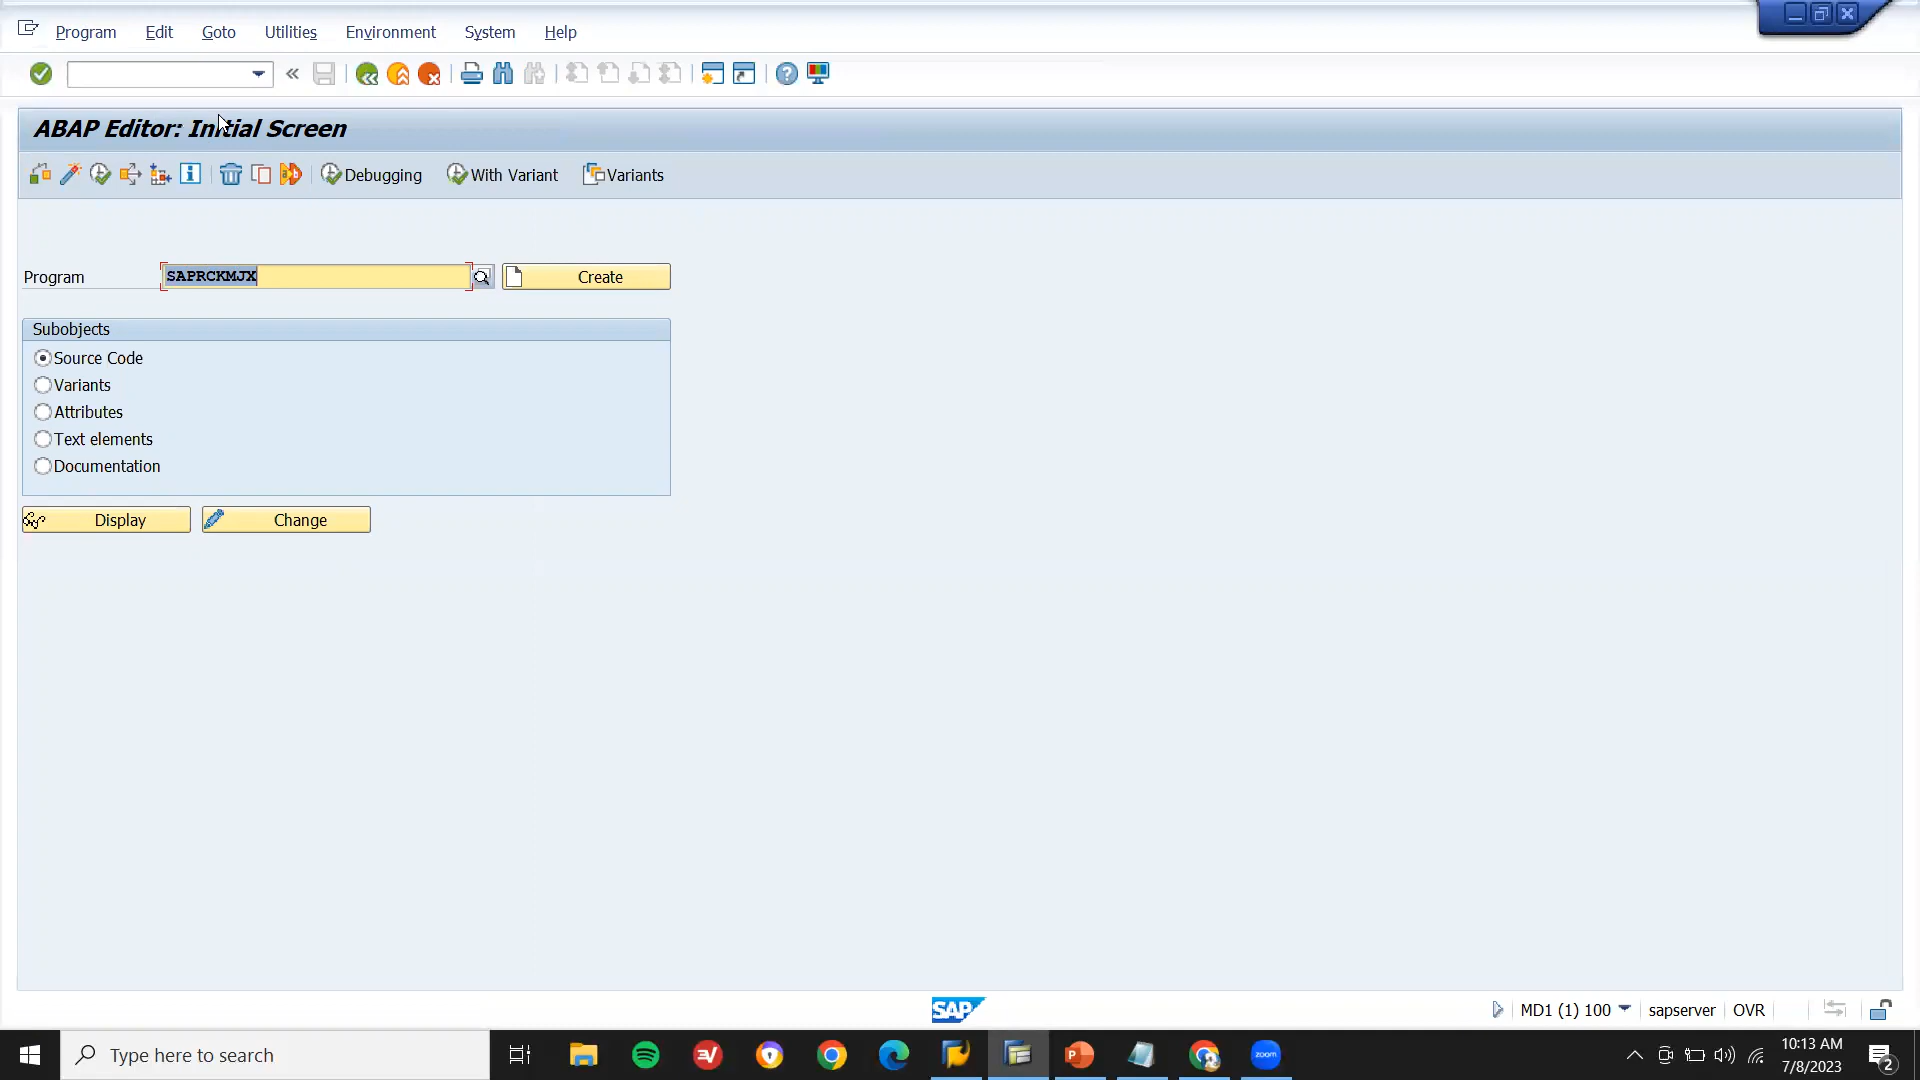 Program Edit Goto Utilities Environment System Help
ABAP Editor: Initial Screen
Debugging With Variant Variants
Program SAPRCKMJX Create
Subobjects
Source Code
Variants
Attributes
Text elements
Documentation
Display Change
SAP MD1 (1) 100 sapserver OVR
Type here to search
zoom
10:13 AM
7/8/2023
2